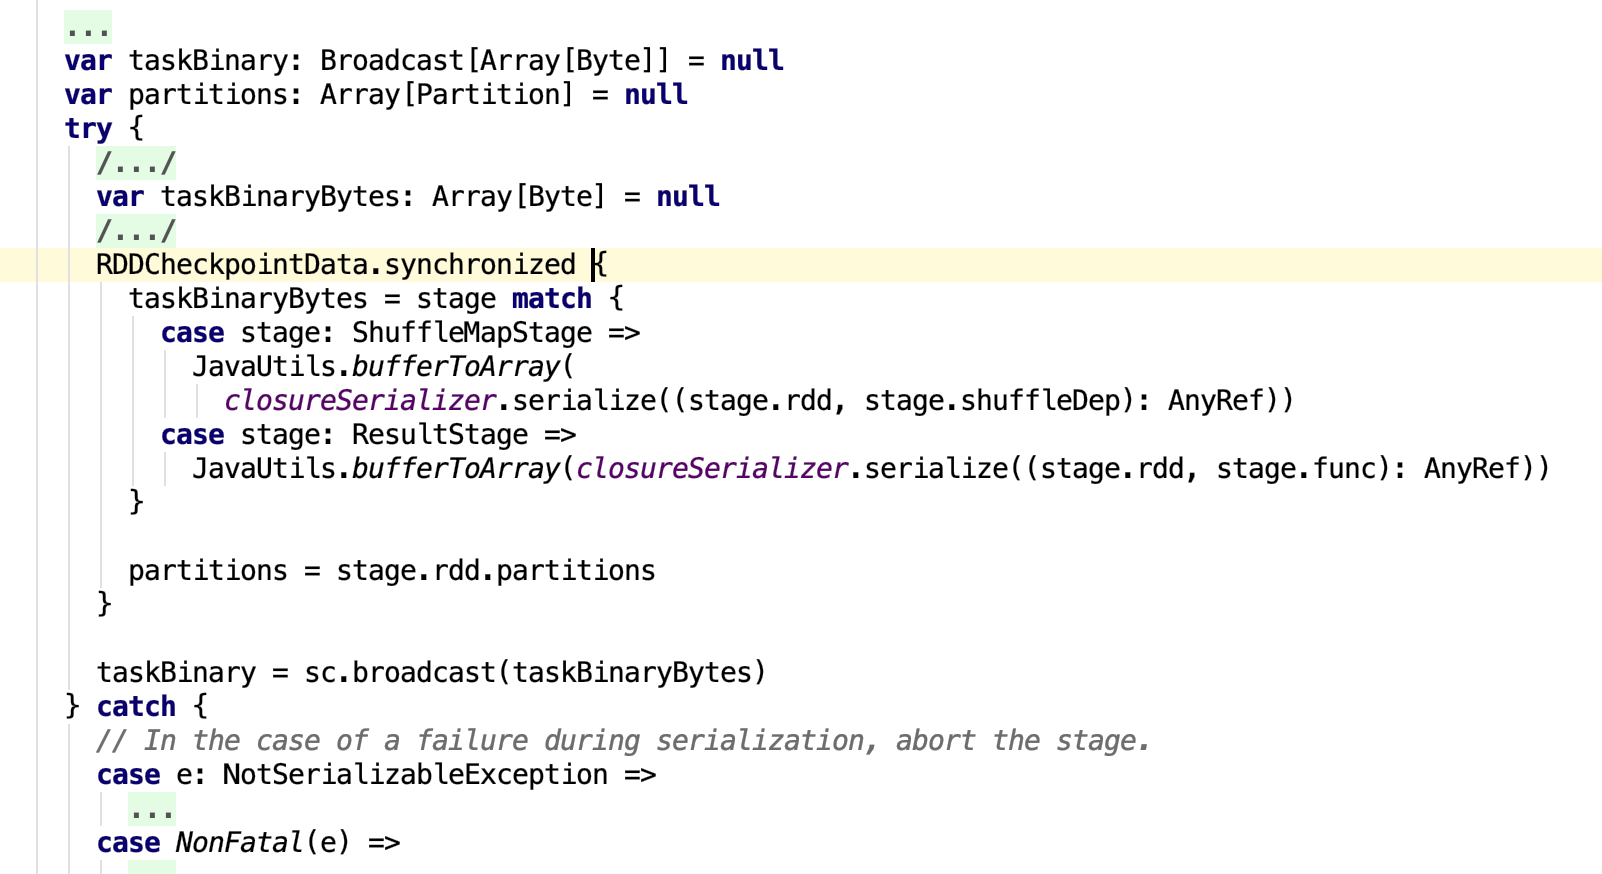 ...
var taskBinary: Broadcast[Array[Byte]] = null
var partitions: Array[Partition] = null
try {
/.../
var taskBinaryBytes: Array[Byte] = null
/.../
RDDCheckpointData.synchronized {
taskBinaryBytes = stage match {
case stage: ShuffleMapStage =>
JavaUtils.bufferToArray(
closureSerializer.serialize((stage.rdd, stage.shuffleDep): AnyRef))
case stage: ResultStage =>
JavaUtils.bufferToArray(closureSerializer.serialize((stage.rdd, stage.func): AnyRef))
}
partitions = stage.rdd.partitions
}
taskBinary = sc.broadcast(taskBinaryBytes)
} catch {
// In the case of a failure during serialization, abort the stage.
case e: NotSerializableException =>
...
case NonFatal(e) =>